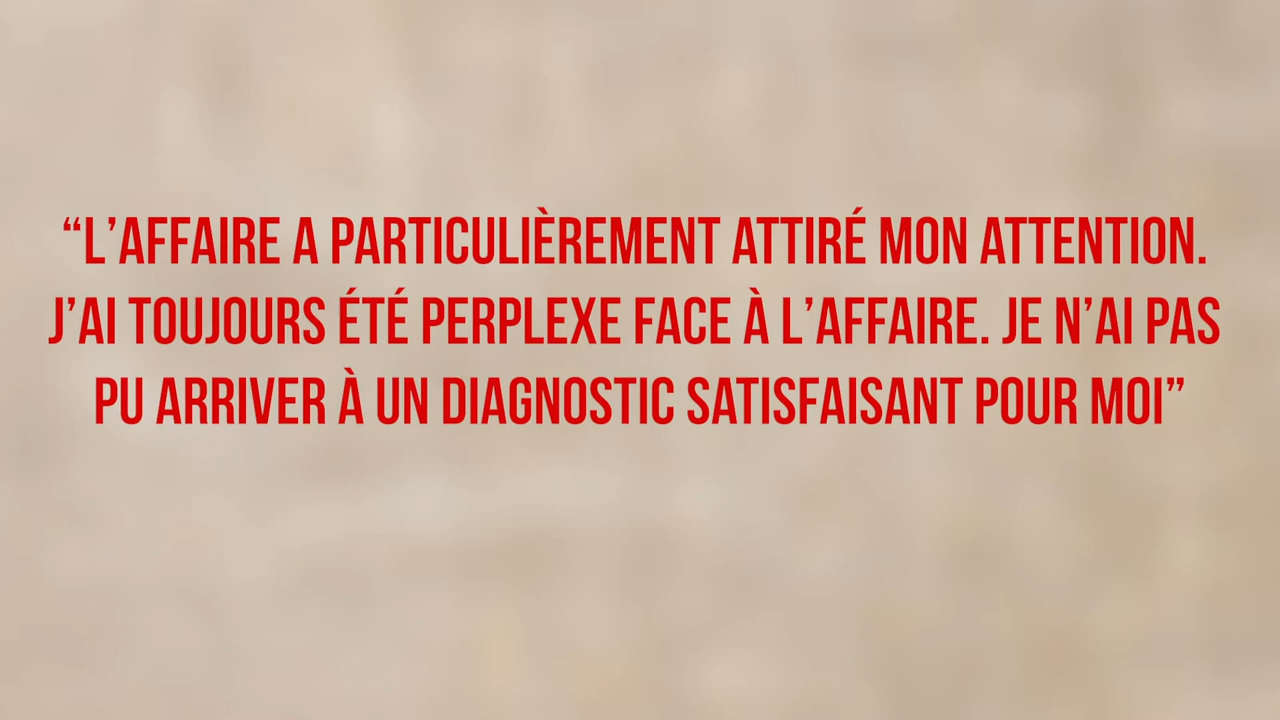 “L’AFFAIRE A PARTICULIÈREMENT ATTIRÉ MON ATTENTION.
J’AI TOUJOURS ÉTÉ PERPLEXE FACE À L’AFFAIRE. JE N’AI PAS
PU ARRIVER À UN DIAGNOSTIC SATISFAISANT POUR MOI”